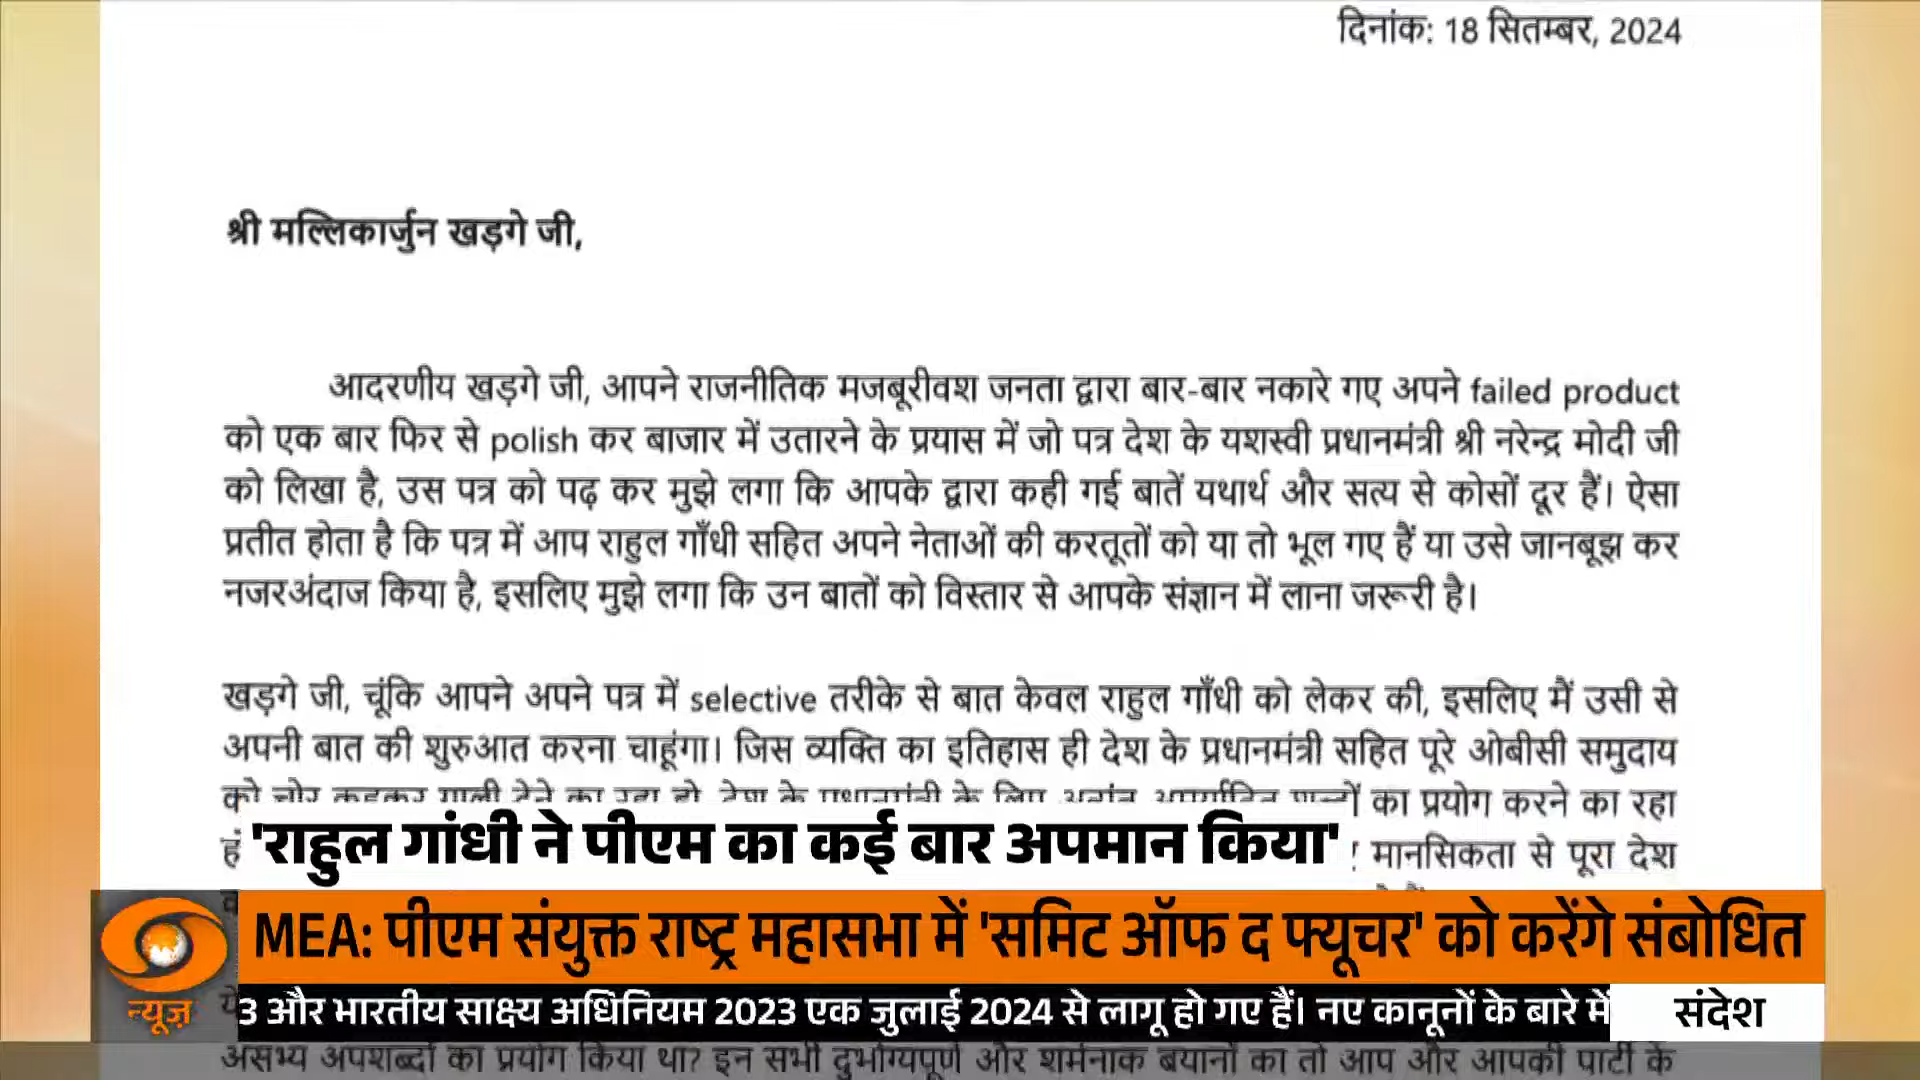 दिनांक: 18 सितम्बर, 2024
श्री मल्लिकार्जुन खड़गे जी,
आदरणीय खड़गे जी, आपने राजनीतिक मजबूरीवश जनता द्वारा बार-बार नकारे गए अपने failed product
को एक बार फिर से polish कर बाजार में उतारने के प्रयास में जो पत्र देश के यशस्वी प्रधानमंत्री श्री नरेन्द्र मोदी जी
को लिखा है, उस पत्र को पढ़ कर मुझे लगा कि आपके द्वारा कही गई बातें यथार्थ और सत्य से कोसों दूर हैं। ऐसा
प्रतीत होता है कि पत्र में आप राहुल गाँधी सहित अपने नेताओं की करतूतों को या तो भूल गए हैं या उसे जानबूझ कर
नजरअंदाज किया है, इसलिए मुझे लगा कि उन बातों को विस्तार से आपके संज्ञान में लाना जरूरी है।
खड़गे जी, चूंकि आपने अपने पत्र में selective तरीके से बात केवल राहुल गाँधी को लेकर की, इसलिए मैं उसी से
अपनी बात की शुरुआत करना चाहूंगा। जिस व्यक्ति का इतिहास ही देश के प्रधानमंत्री सहित पूरे ओबीसी समुदाय
को चोर कहकर गाली देने का रहा हो, देश के प्रधानमंत्री के लिए का प्रयोग करने का रहा
मानसिकता से पूरा देश
'राहुल गांधी ने पीएम का कई बार अपमान किया'
MEA: पीएम संयुक्त राष्ट्र महासभा में 'समिट ऑफ द फ्यूचर' को करेंगे संबोधित
न्यूज़
3 और भारतीय साक्ष्य अधिनियम 2023 एक जुलाई 2024 से लागू हो गए हैं। नए कानूनों के बारे में
संदेश
असभ्य अपशब्दों का प्रयोग किया था? इन सभी दुर्भाग्यपूर्ण और शर्मनाक बयानों का तो आप और आपकी पार्टी के